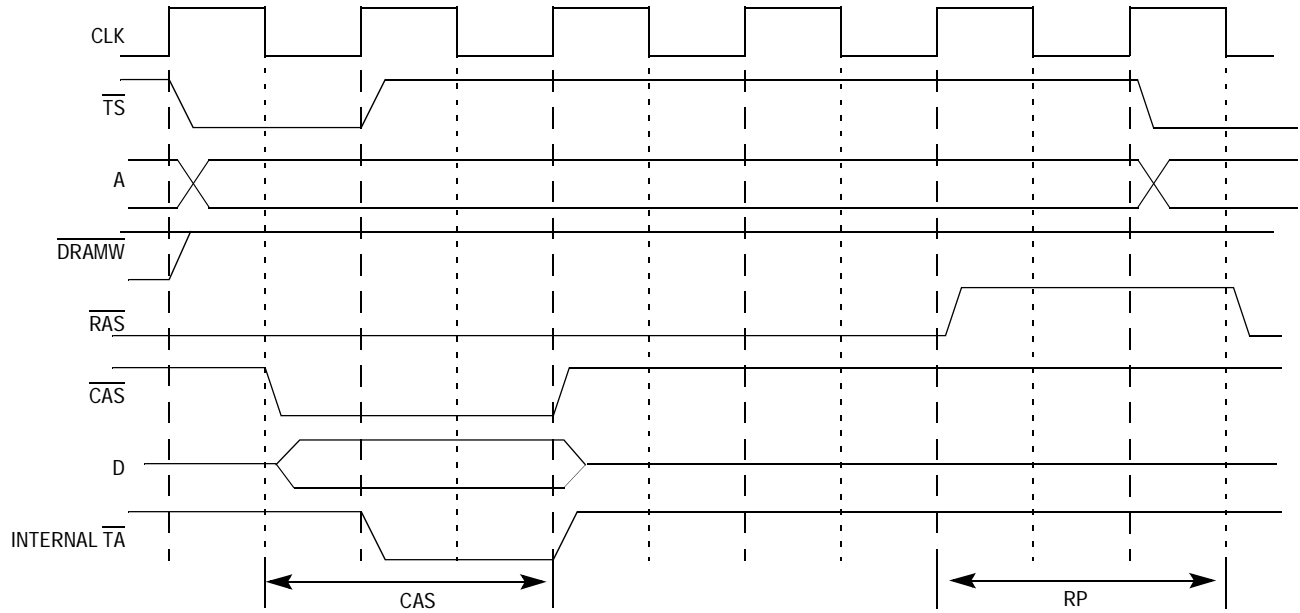 CLK
TS
A
DRAMW
RAS
CAS
D
INTERNAL TA
CAS
RP